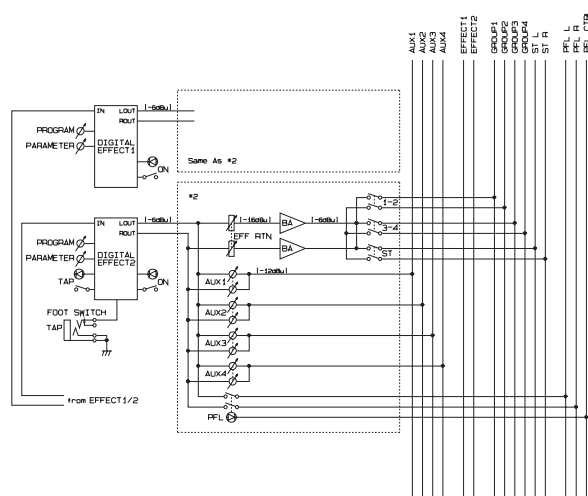 AUX1
AUX2
AUX3
AUX4
EFFECT1
EFFECT2
GROUP1
GROUP2
GROUP3
GROUP4
ST L
ST R
PFL L
PFL R
PFL CTRL
IN LOUT [-6dBu]
ROUT
PROGRAM
PARAMETER
DIGITAL
EFFECT1
ON
Same As *2
*2
IN LOUT [-6dBu]
ROUT
[-16dBu] BA [-6dBu]
EFF RTN
BA
1-2
3-4
ST
PROGRAM
PARAMETER
DIGITAL
EFFECT2
TAP
ON
[-12dBu]
AUX1
AUX2
AUX3
AUX4
FOOT SWITCH
TAP
from EFFECT1/2
PFL